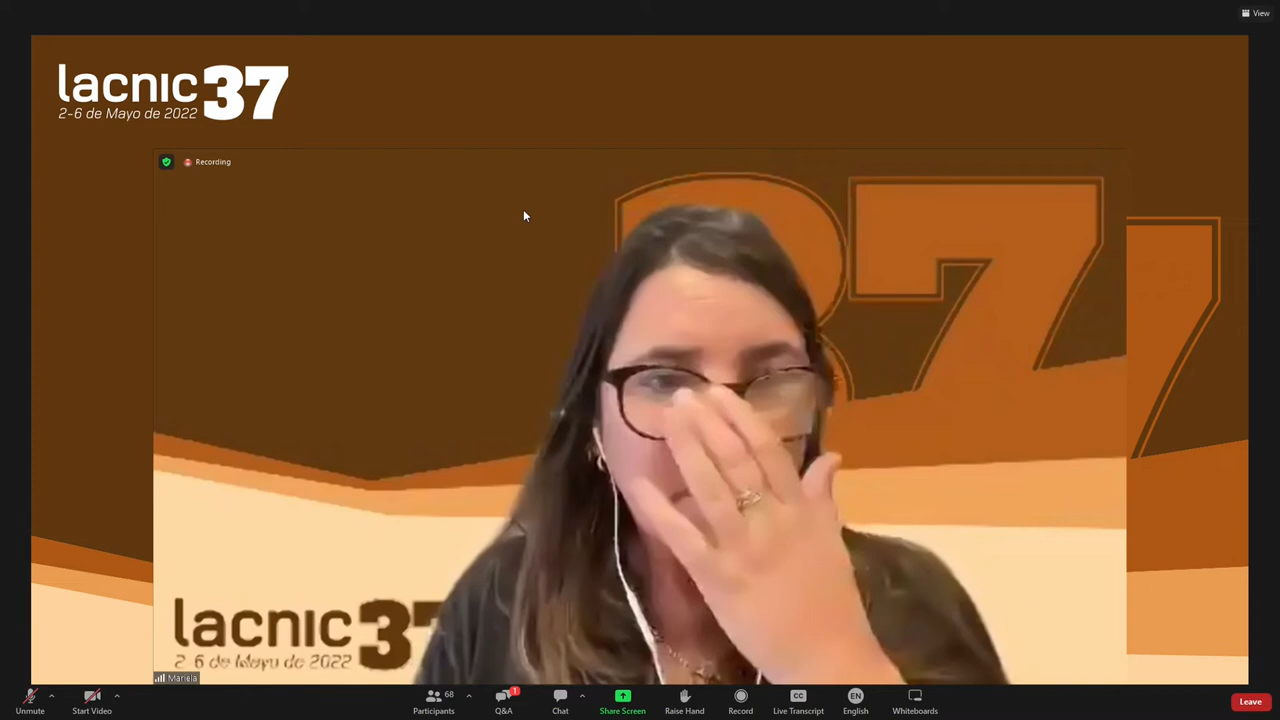 View
lacnic 37
2-6 de Mayo de 2022
Recording
37
7
lacnic 37
2-6 de Mayo de 2022
Mariela
Unmute
Start Video
68
Participants
1
Q&A
Chat
Share Screen
Raise Hand
Record
CC
Live Transcript
EN
English
Whiteboards
Leave